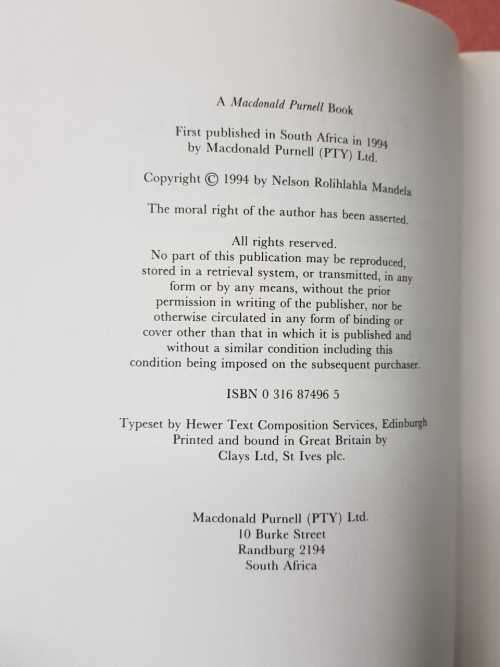 A Macdonald Purnell Book
First published in South Africa in 1994
by Macdonald Purnell (PTY) Ltd.
Copyright © 1994 by Nelson Rolihlahla Mandela
The moral right of the author has been asserted.
All rights reserved.
No part of this publication may be reproduced,
stored in a retrieval system, or transmitted, in any
form or by any means, without the prior
permission in writing of the publisher, nor be
otherwise circulated in any form of binding or
cover other than that in which it is published and
without a similar condition including this
condition being imposed on the subsequent purchaser.
ISBN 0 316 87496 5
Typeset by Hewer Text Composition Services, Edinburgh
Printed and bound in Great Britain by
Clays Ltd, St Ives plc.
Macdonald Purnell (PTY) Ltd.
10 Burke Street
Randburg 2194
South Africa